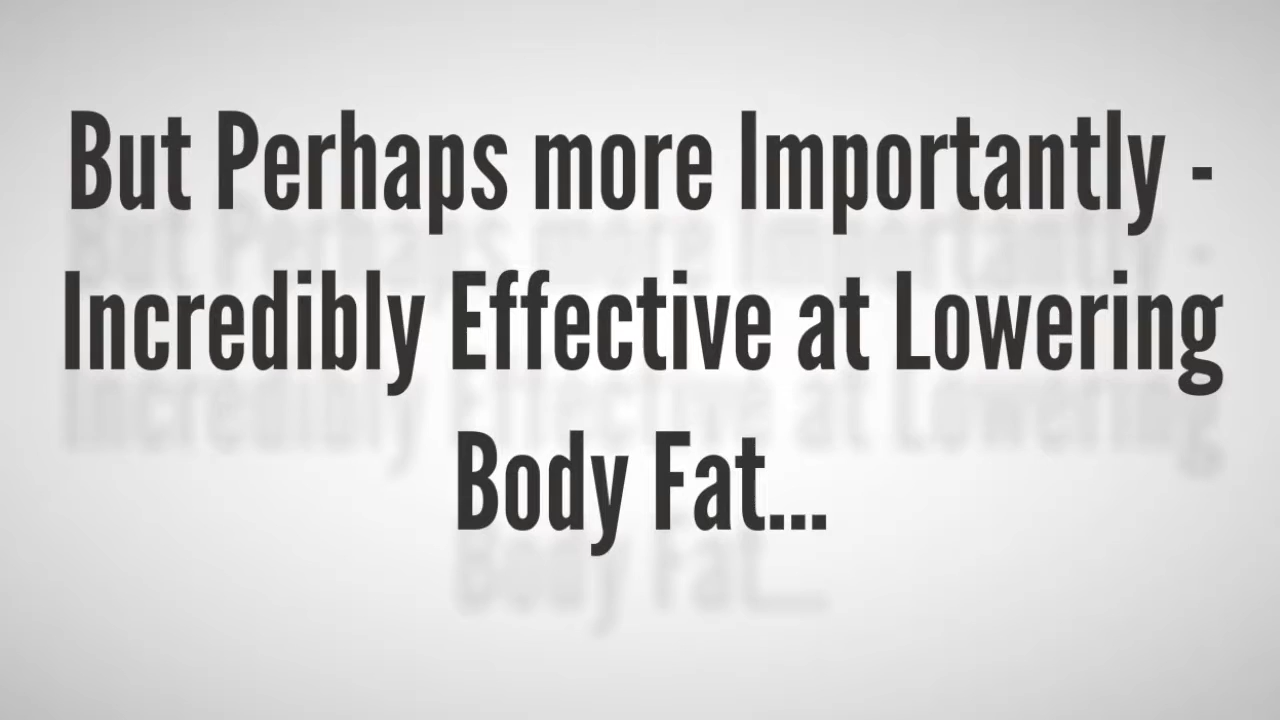 But Perhaps more Importantly -
Incredibly Effective at Lowering
Body Fat...